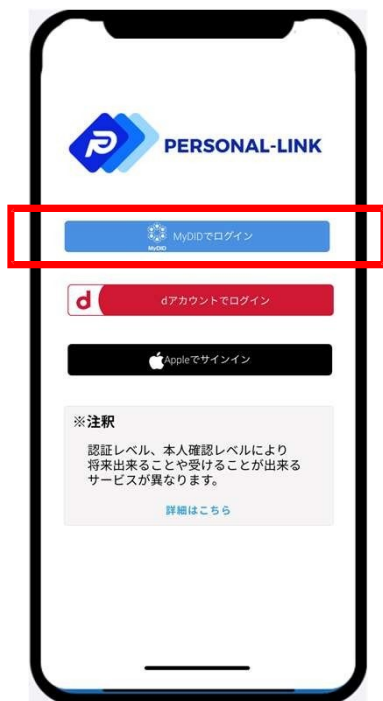 PERSONAL-LINK
MyDIDでログイン
MyDID
d
dアカウントでログイン
Appleでサインイン
※注釈
認証レベル、本人確認レベルにより
将来出来ることや受けることが出来る
サービスが異なります。
詳細はこちら